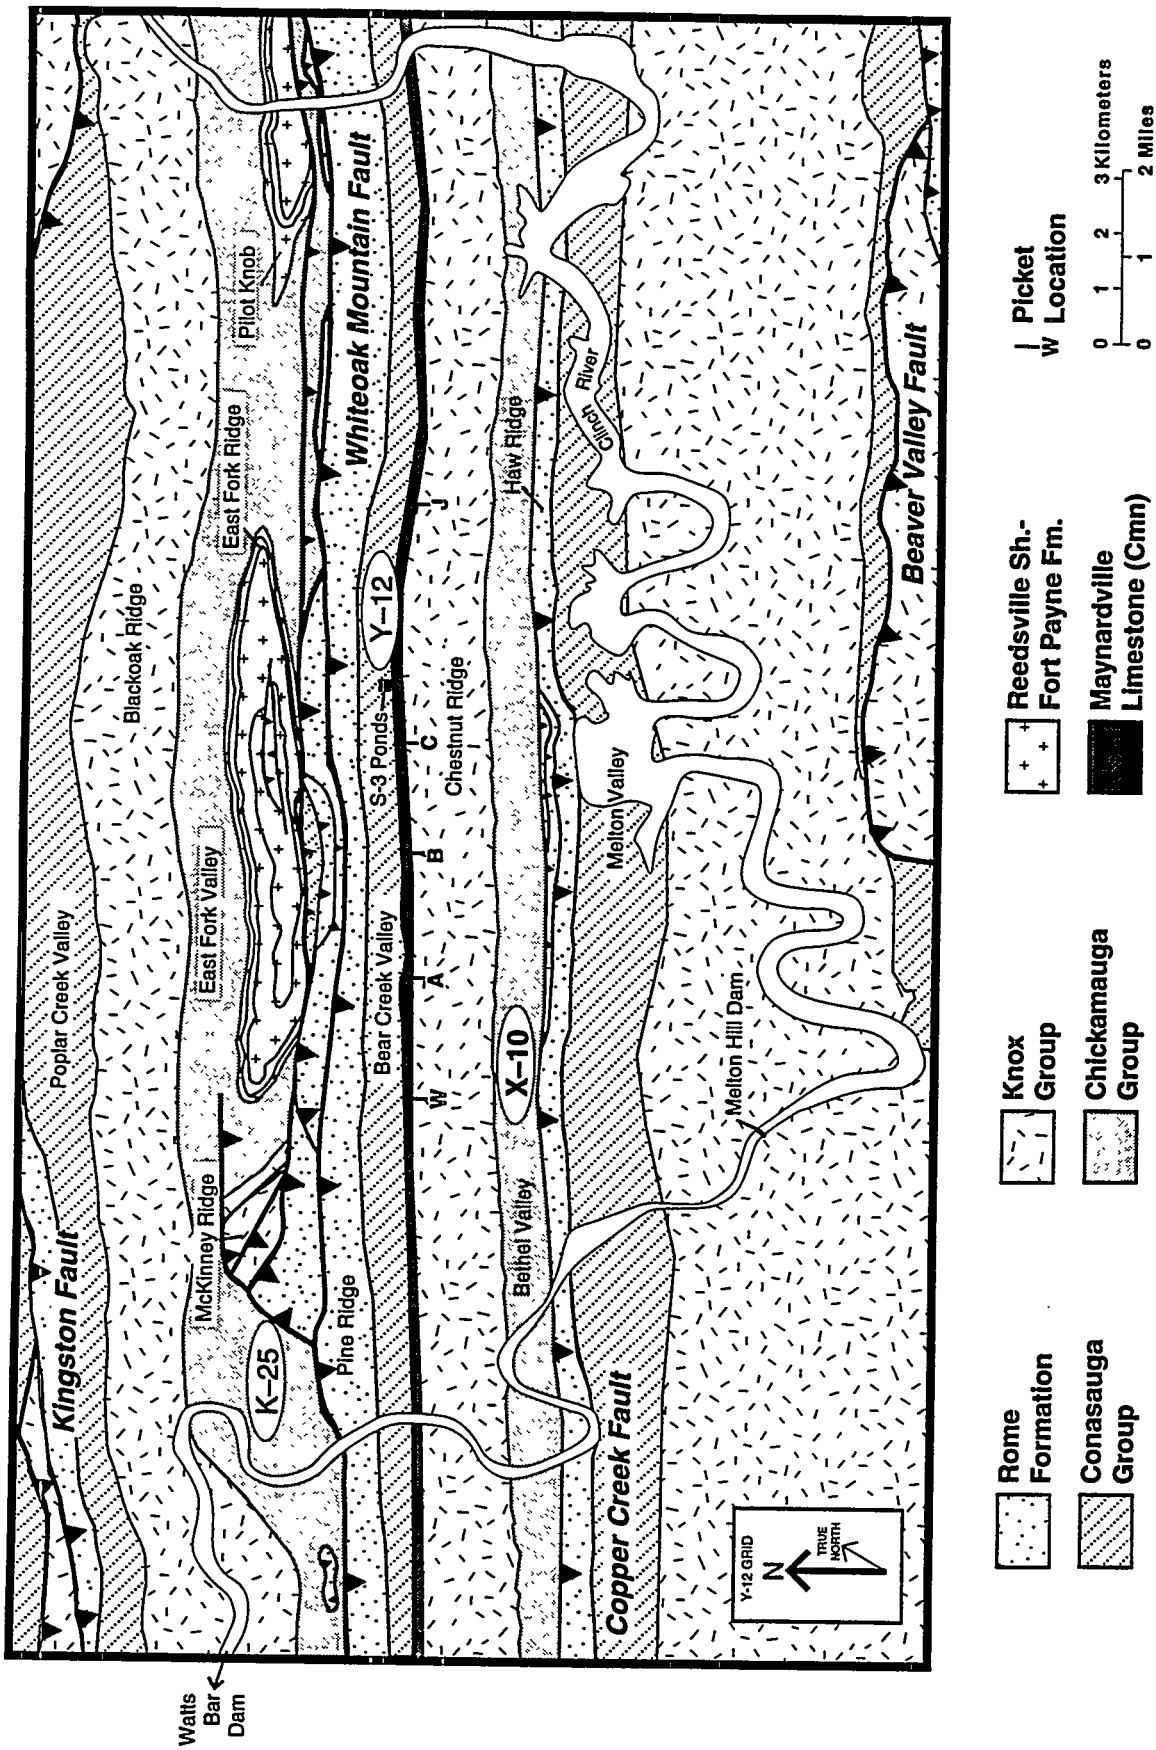 Kingston Fault
Poplar Creek Valley
Blackoak Ridge
McKinney Ridge
East Fork Valley
East Fork Ridge
Pilot Knob
K–25
Watts
Bar
Dam
Pine Ridge
Whiteoak Mountain Fault
Bear Creek Valley
S-3 Ponds
Y–12
W
A
B
C
J
Chestnut Ridge
Bethel Valley
X–10
Haw Ridge
Copper Creek Fault
Melton Valley
Clinch
River
Melton Hill Dam
Beaver Valley Fault
Y-12 GRID
N
TRUE
NORTH
Rome
Formation
Knox
Group
Reedsville Sh.-
Fort Payne Fm.
Picket
W Location
Conasauga
Group
Chickamauga
Group
Maynardville
Limestone (Cmn)
0 1 2 3 Kilometers
0 1 2 Miles